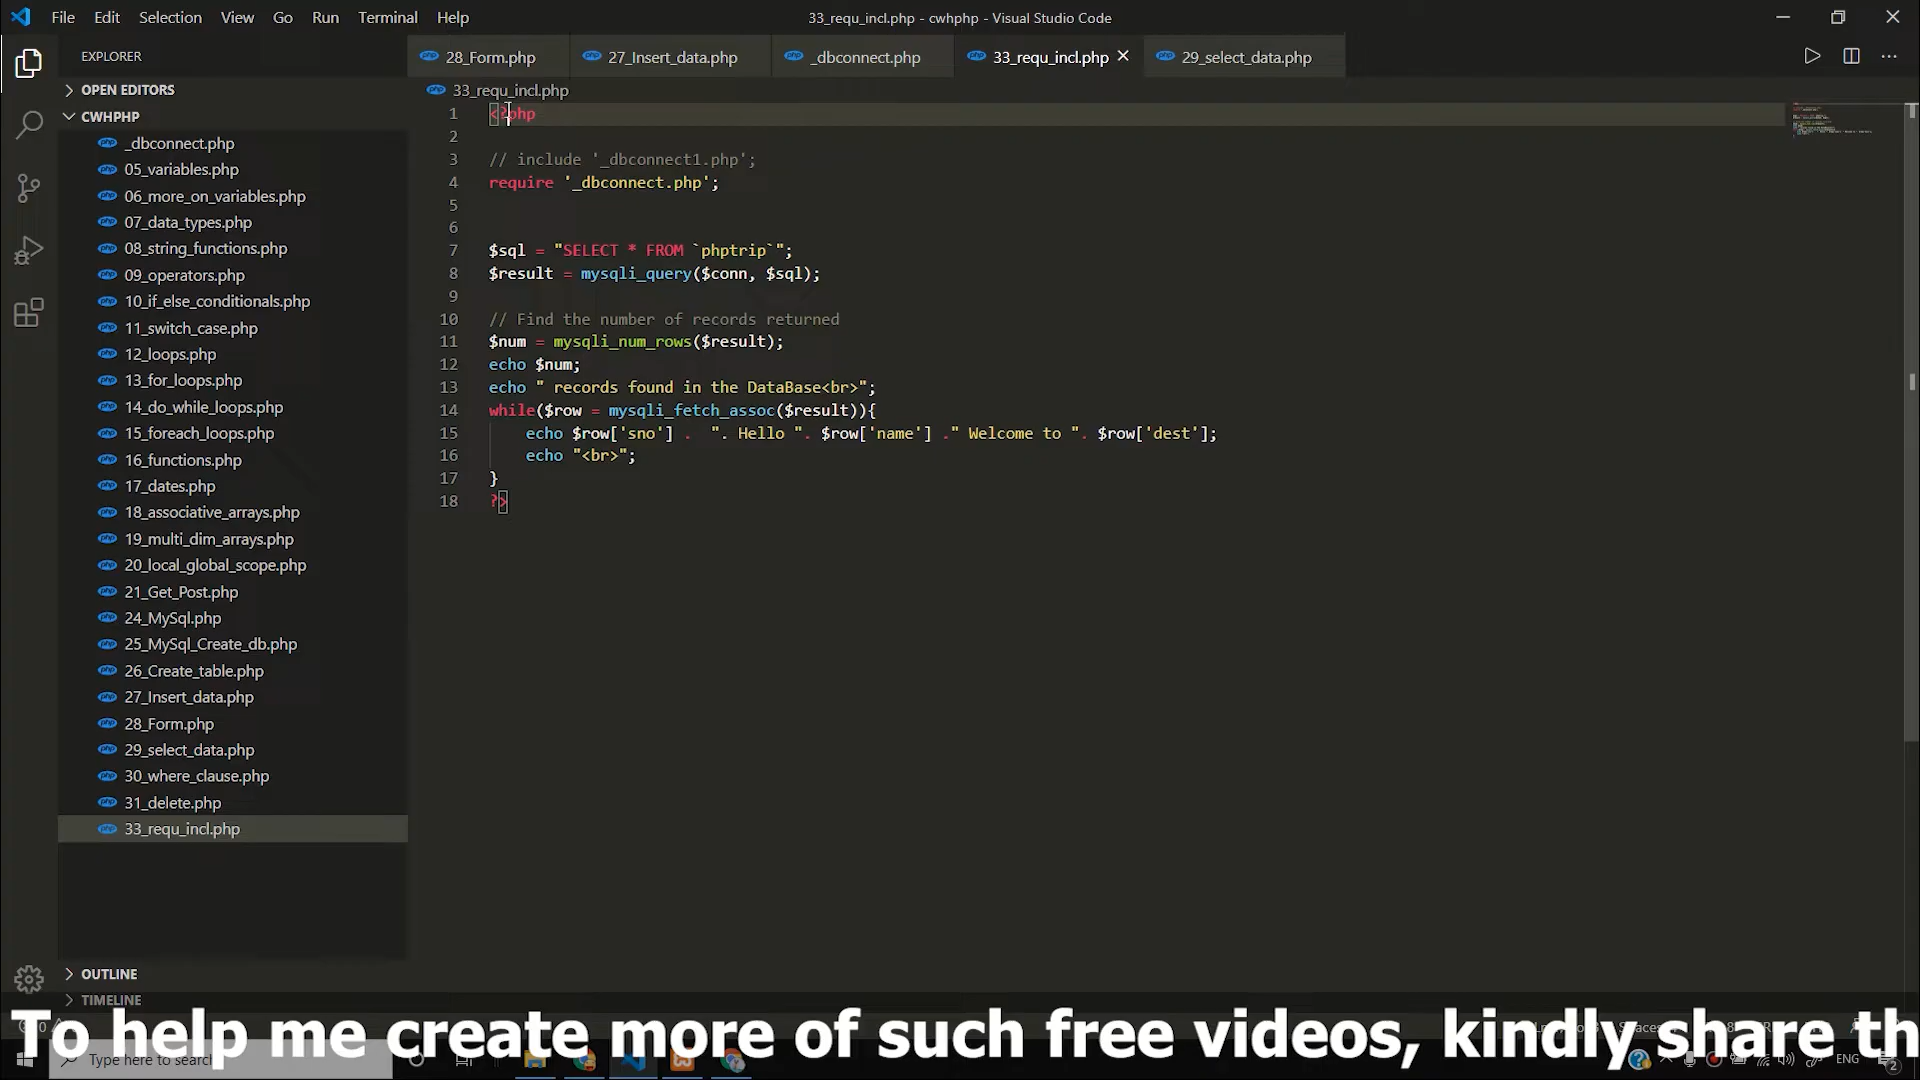 File Edit Selection View Go Run Terminal Help
33_requ_incl.php - cwhphp - Visual Studio Code
EXPLORER
28_Form.php 27_Insert_data.php _dbconnect.php 33_requ_incl.php 29_select_data.php
OPEN EDITORS
CWHPHP
_dbconnect.php
05_variables.php
06_more_on_variables.php
07_data_types.php
08_string_functions.php
09_operators.php
10_if_else_conditionals.php
11_switch_case.php
12_loops.php
13_for_loops.php
14_do_while_loops.php
15_foreach_loops.php
16_functions.php
17_dates.php
18_associative_arrays.php
19_multi_dim_arrays.php
20_local_global_scope.php
21_Get_Post.php
24_MySql.php
25_MySql_Create_db.php
26_Create_table.php
27_Insert_data.php
28_Form.php
29_select_data.php
30_where_clause.php
31_delete.php
33_requ_incl.php
OUTLINE
TIMELINE
33_requ_incl.php
1 <?php
2
3 // include '_dbconnect1.php';
4 require '_dbconnect.php';
5
6
7 $sql = "SELECT * FROM `phptrip`";
8 $result = mysqli_query($conn, $sql);
9
10 // Find the number of records returned
11 $num = mysqli_num_rows($result);
12 echo $num;
13 echo " records found in the DataBase<br>";
14 while($row = mysqli_fetch_assoc($result)){
15     echo $row['sno'] .  ". Hello ". $row['name'] ." Welcome to ". $row['dest'];
16     echo "<br>";
17 }
18 ?>
To help me create more of such free videos, kindly share th
Type here to search
ENG
2